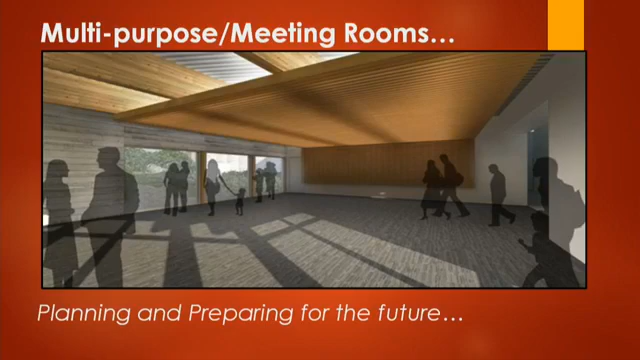 Multi-purpose/Meeting Rooms…
Planning and Preparing for the future…